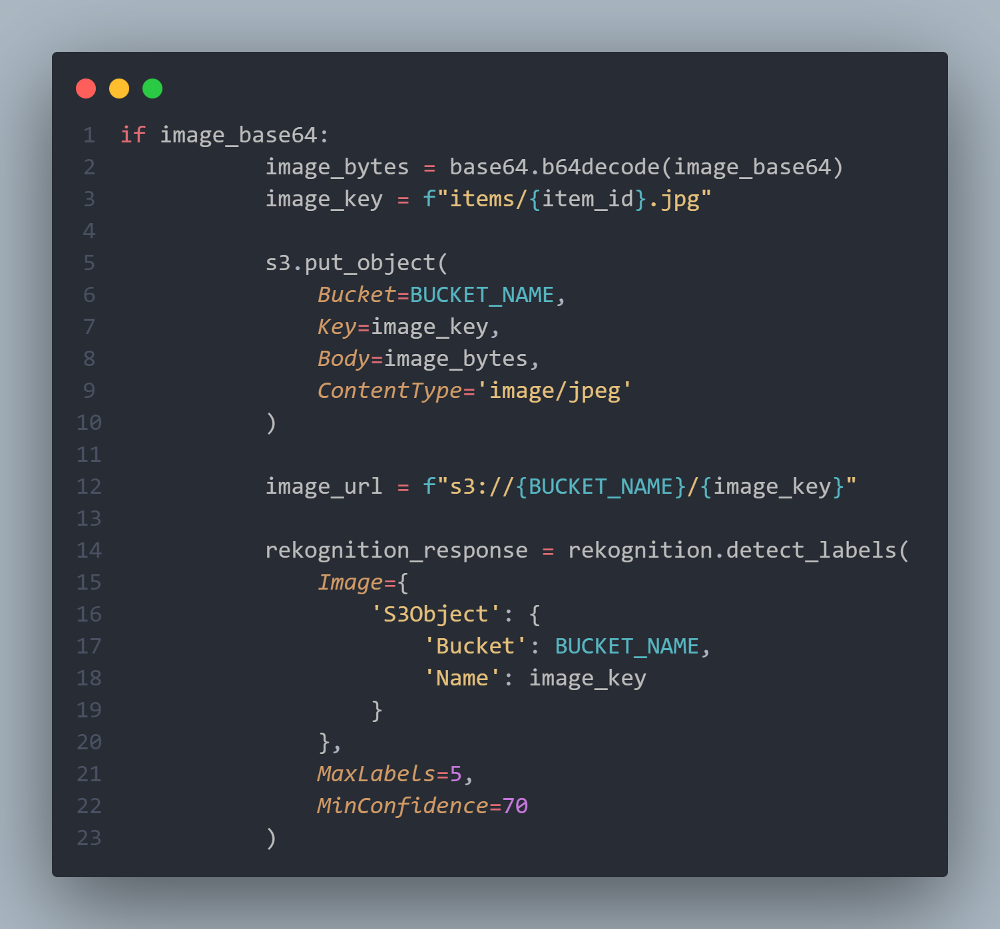 1 if image_base64:
2             image_bytes = base64.b64decode(image_base64)
3             image_key = f"items/{item_id}.jpg"
4
5             s3.put_object(
6                 Bucket=BUCKET_NAME,
7                 Key=image_key,
8                 Body=image_bytes,
9                 ContentType='image/jpeg'
10             )
11
12             image_url = f"s3://{BUCKET_NAME}/{image_key}"
13
14             rekognition_response = rekognition.detect_labels(
15                 Image={
16                     'S3Object': {
17                         'Bucket': BUCKET_NAME,
18                         'Name': image_key
19                     }
20                 },
21                 MaxLabels=5,
22                 MinConfidence=70
23             )